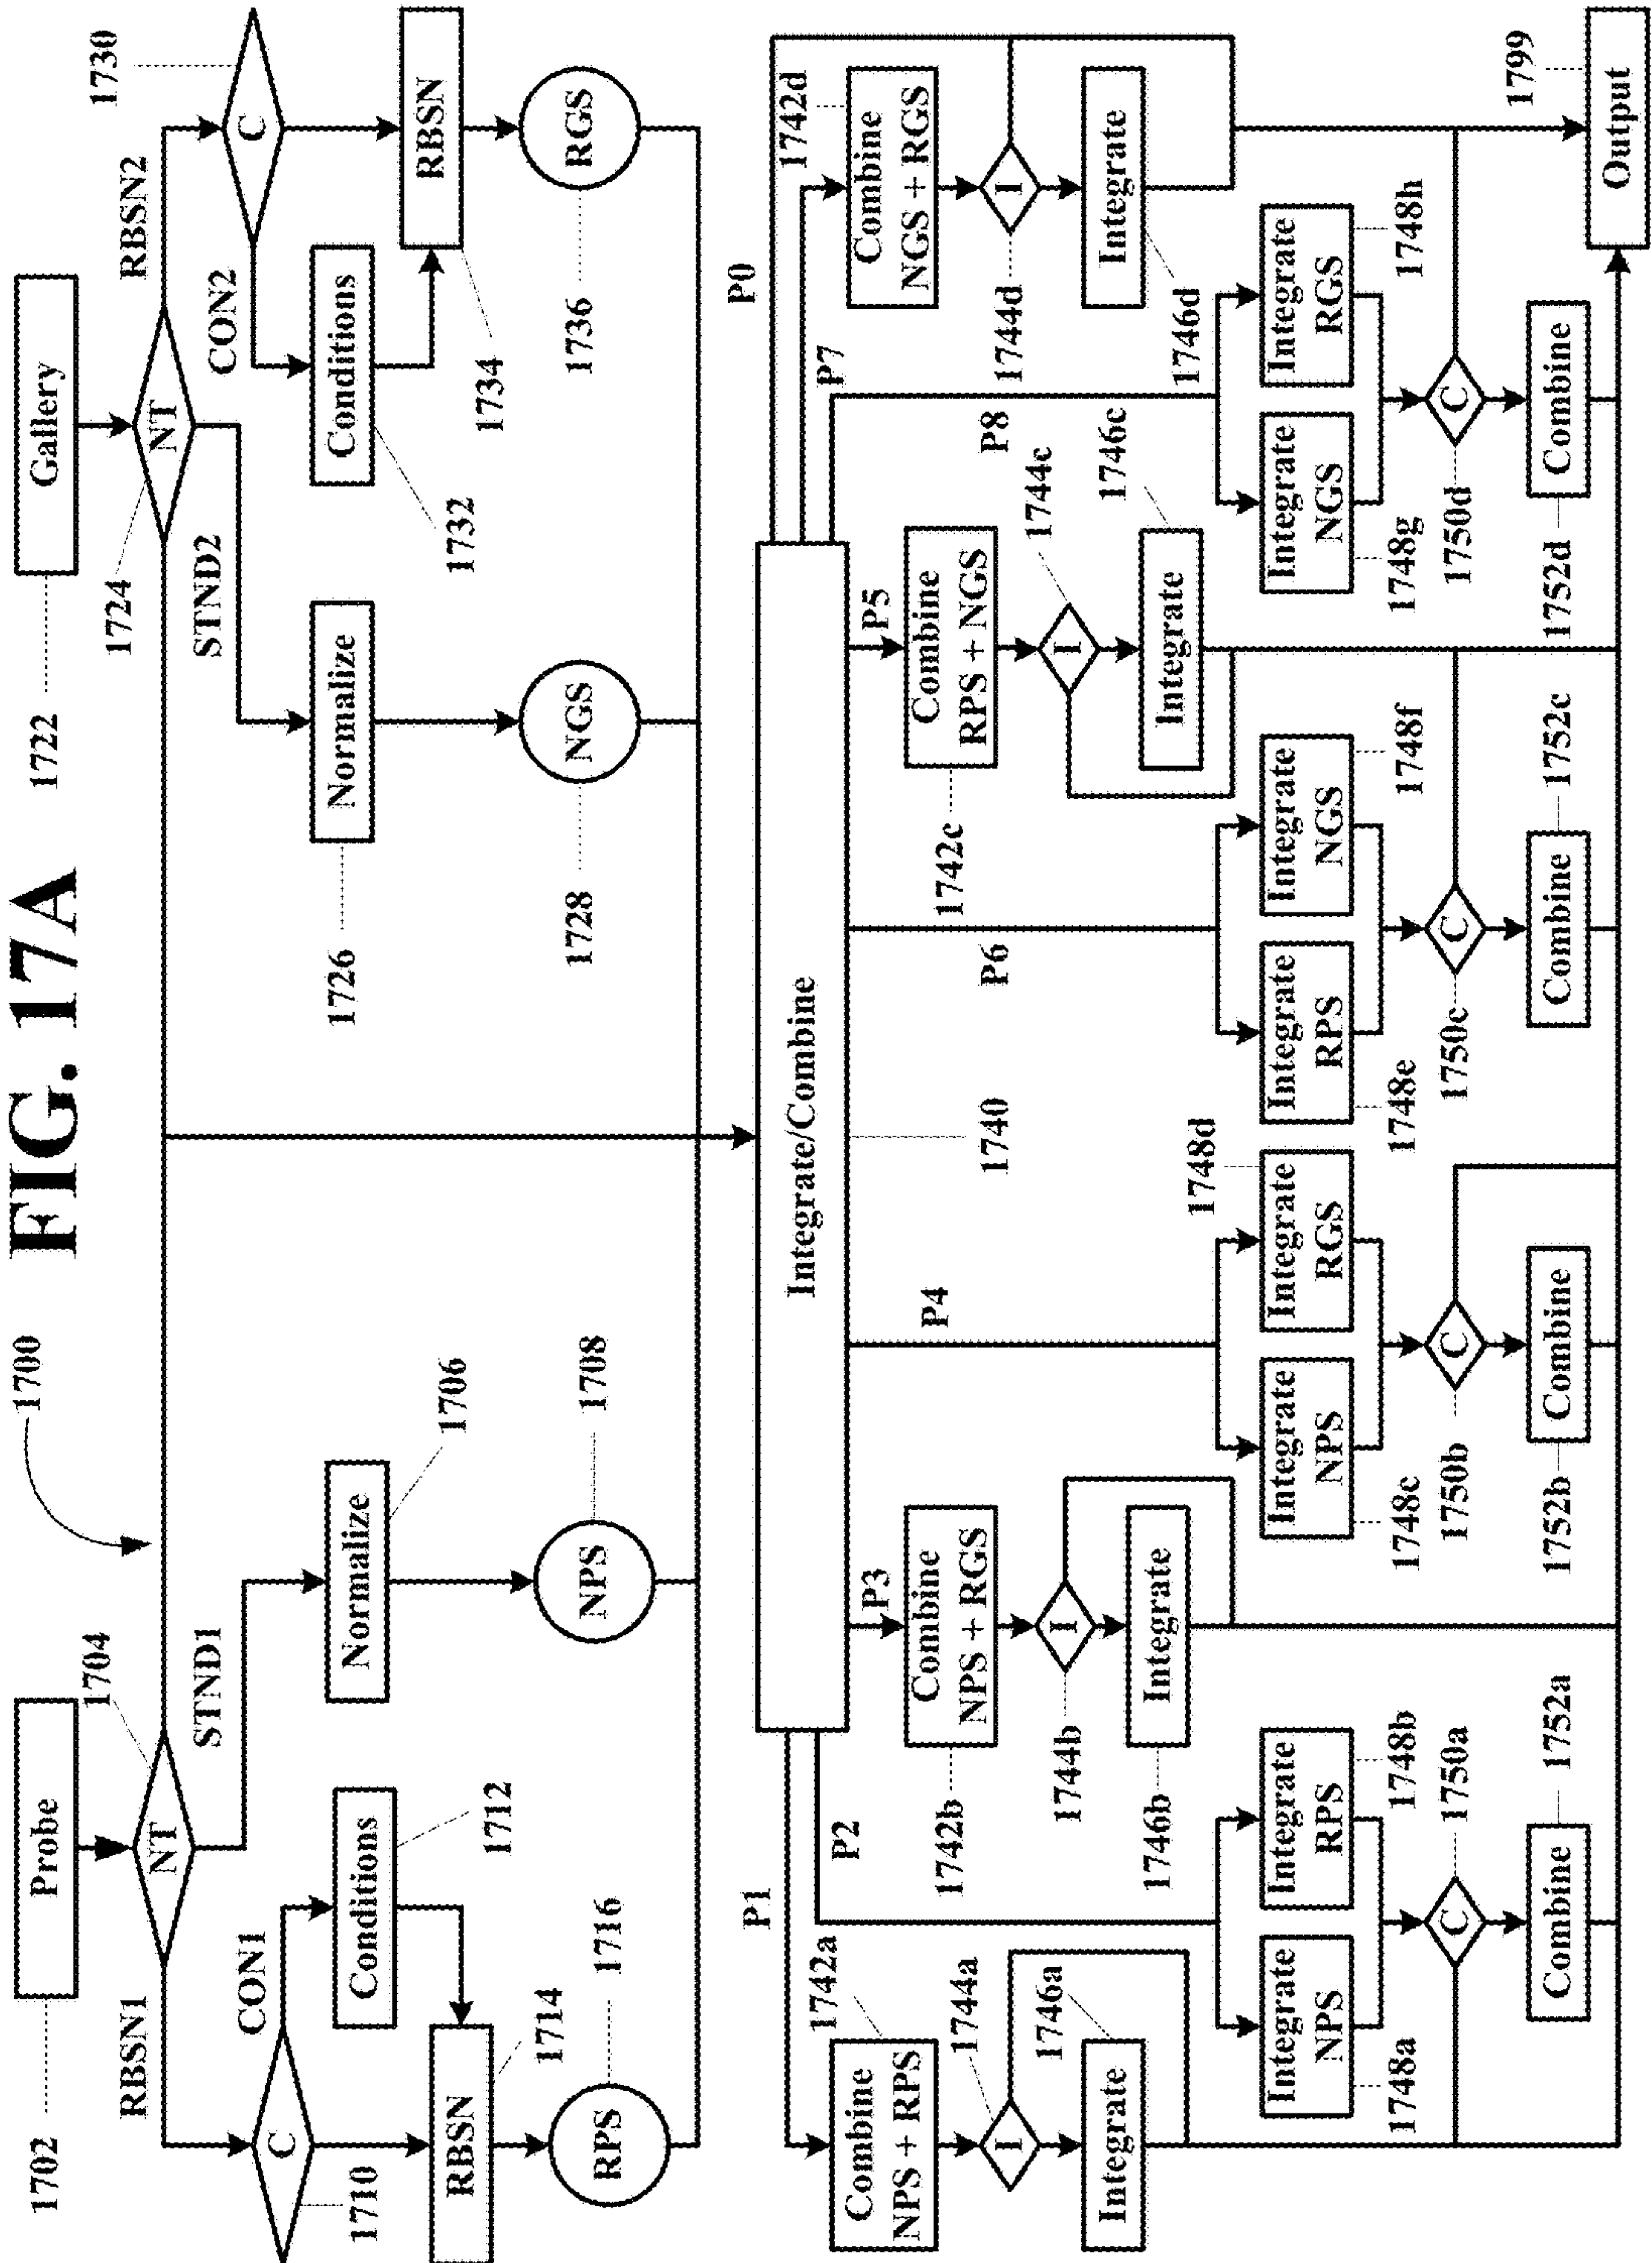 FIG. 17A
1700
1702
Probe
1704
NT
RBSN1
STND1
1722
Gallery
1724
NT
STND2
RBSN2
1730
C
CON1
1710
Conditions
1712
Normalize
1706
RBSN
1714
RPS
1716
NPS
1708
Normalize
1726
NGS
1728
C
CON2
Conditions
1732
RBSN
1734
RGS
1736
Integrate/Combine
1740
P1
P2
P3
P4
P5
P6
P7
P8
P0
Combine
NPS + RPS
1742a
I
1744a
Integrate
1746a
Integrate
NPS
1748a
Integrate
RPS
1748b
C
1750a
Combine
1752a
Combine
NPS + RGS
1742b
I
1744b
Integrate
1746b
Integrate
NPS
1748c
Integrate
RGS
1748d
C
1750b
Combine
1752b
Combine
RPS + NGS
1742c
I
1744c
Integrate
1746c
Integrate
RPS
1748e
Integrate
NGS
1748f
C
1750c
Combine
1752c
Combine
NGS + RGS
1742d
I
1744d
Integrate
1746d
Integrate
NGS
1748g
Integrate
RGS
1748h
C
1750d
Combine
1752d
Output
1799